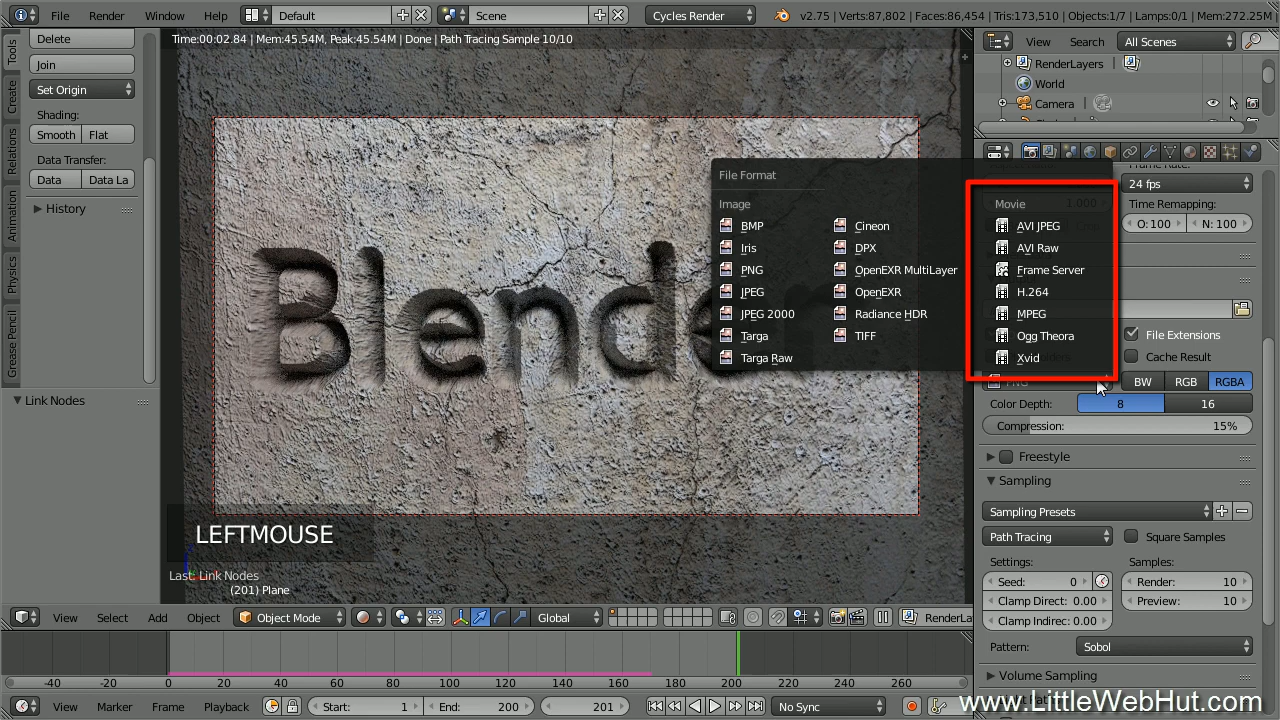 File Render Window Help Default Scene Cycles Render v2.75 | Verts:87,802 | Faces:86,454 | Tris:173,510 | Objects:1/7 | Lamps:0/1 | Mem:272.25M
Time:00:02.84 | Mem:45.54M, Peak:45.54M | Done | Path Tracing Sample 10/10
View Search All Scenes
RenderLayers
World
Camera
Tools
Create
Relations
Animation
Physics
Grease Pencil
Delete
Join
Set Origin
Shading:
Smooth Flat
Data Transfer:
Data Data La
History
Link Nodes
Blende
File Format
Image
BMP
Iris
PNG
JPEG
JPEG 2000
Targa
Targa Raw
Cineon
DPX
OpenEXR MultiLayer
OpenEXR
Radiance HDR
TIFF
Movie
AVI JPEG
AVI Raw
Frame Server
H.264
MPEG
Ogg Theora
Xvid
Frame Rate:
24 fps
1.000
Time Remapping:
O: 100 N: 100
File Extensions
Cache Result
PNG BW RGB RGBA
Color Depth: 8 16
Compression: 15%
Freestyle
Sampling
Sampling Presets
Path Tracing Square Samples
Settings: Samples:
Seed: 0 Render: 10
Clamp Direct: 0.00 Preview: 10
Clamp Indirec: 0.00
Pattern: Sobol
Volume Sampling
LEFTMOUSE
Last: Link Nodes
(201) Plane
View Select Add Object Object Mode Global RenderLa
-40 -20 0 20 40 60 80 100 120 140 160 180 200 220 240 260 280
View Marker Frame Playback Start: 1 End: 200 201 No Sync
www.LittleWebHut.com